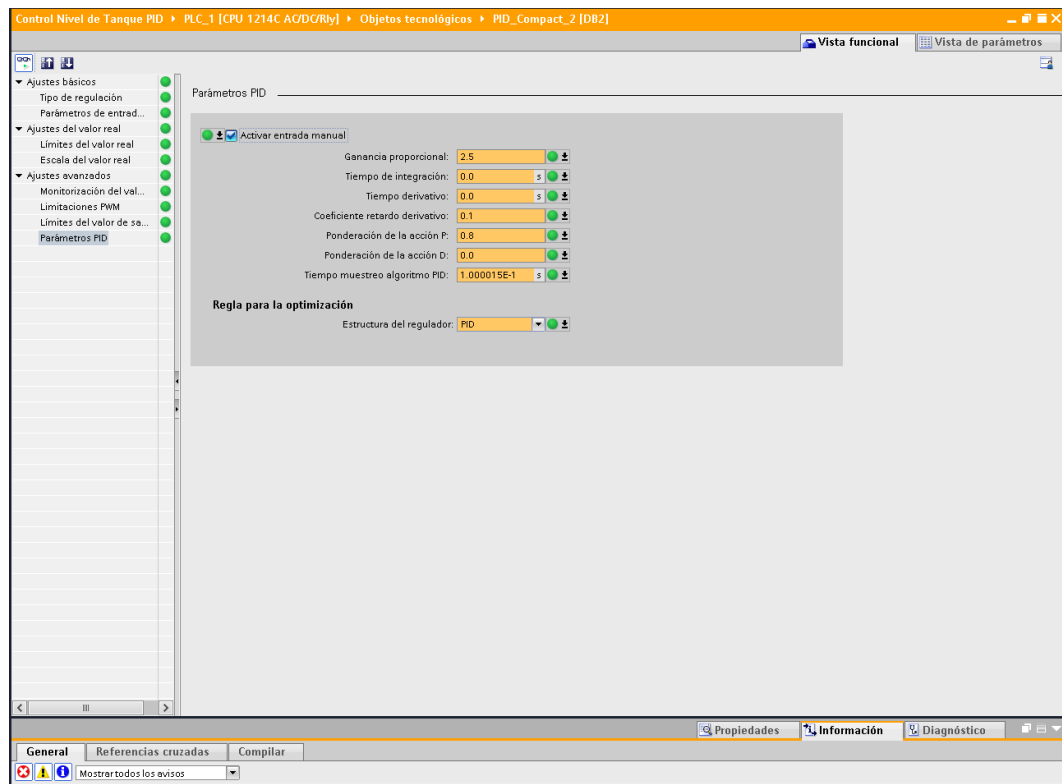 Control Nivel de Tanque PID ▸ PLC_1 [CPU 1214C AC/DC/Rly] ▸ Objetos tecnológicos ▸ PID_Compact_2 [DB2]
Vista funcional
Vista de parámetros
Ajustes básicos
Tipo de regulación
Parámetros de entrad...
Ajustes del valor real
Límites del valor real
Escala del valor real
Ajustes avanzados
Monitorización del val...
Limitaciones PWM
Límites del valor de sa...
Parámetros PID
Parámetros PID
Activar entrada manual
Ganancia proporcional: 2.5
Tiempo de integración: 0.0 s
Tiempo derivativo: 0.0 s
Coeficiente retardo derivativo: 0.1
Ponderación de la acción P: 0.8
Ponderación de la acción D: 0.0
Tiempo muestreo algoritmo PID: 1.000015E-1 s
Regla para la optimización
Estructura del regulador: PID
Propiedades
Información
Diagnóstico
General
Referencias cruzadas
Compilar
Mostrar todos los avisos